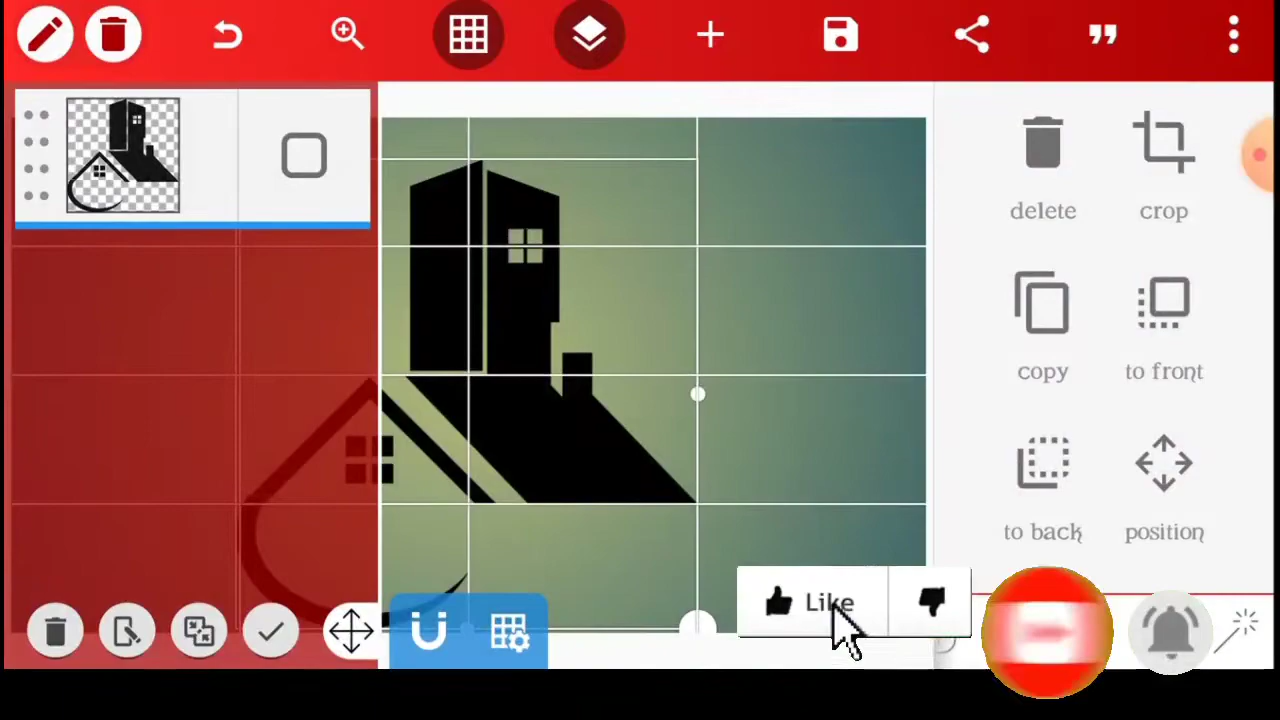 delete
crop
copy
to front
to back
position
Like